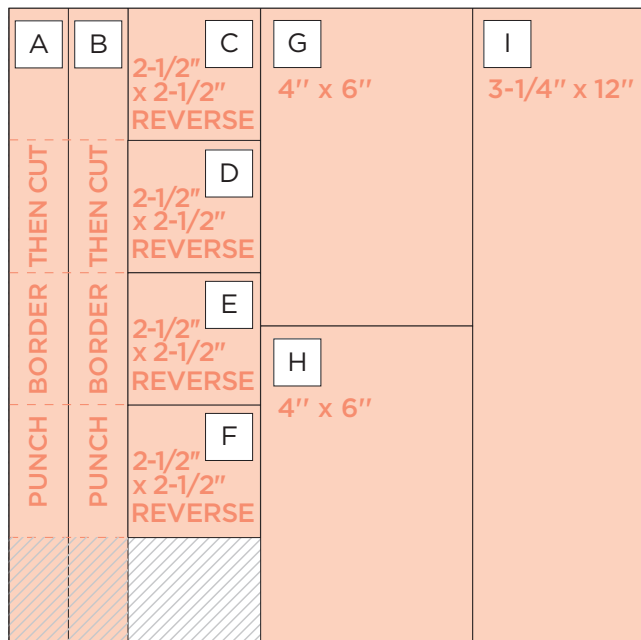 A
PUNCH BORDER THEN CUT
B
PUNCH BORDER THEN CUT
C
2-1/2"
x 2-1/2"
REVERSE
D
2-1/2"
x 2-1/2"
REVERSE
E
2-1/2"
x 2-1/2"
REVERSE
F
2-1/2"
x 2-1/2"
REVERSE
G
4" x 6"
H
4" x 6"
I
3-1/4" x 12"